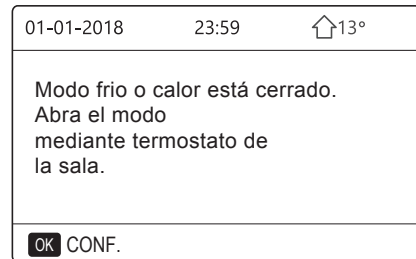 01-01-2018 23:59 13°
Modo frio o calor está cerrado.
Abra el modo
mediante termostato de
la sala.
OK CONF.